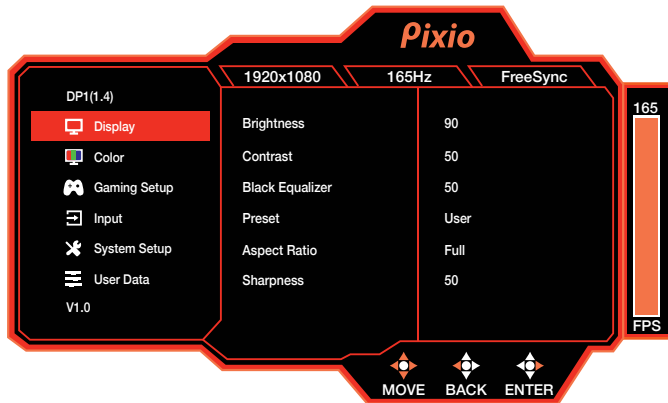 Pixio
1920x1080 165Hz FreeSync
DP1(1.4)
Display
Color
Gaming Setup
Input
System Setup
User Data
V1.0
Brightness 90
Contrast 50
Black Equalizer 50
Preset User
Aspect Ratio Full
Sharpness 50
165
FPS
MOVE BACK ENTER